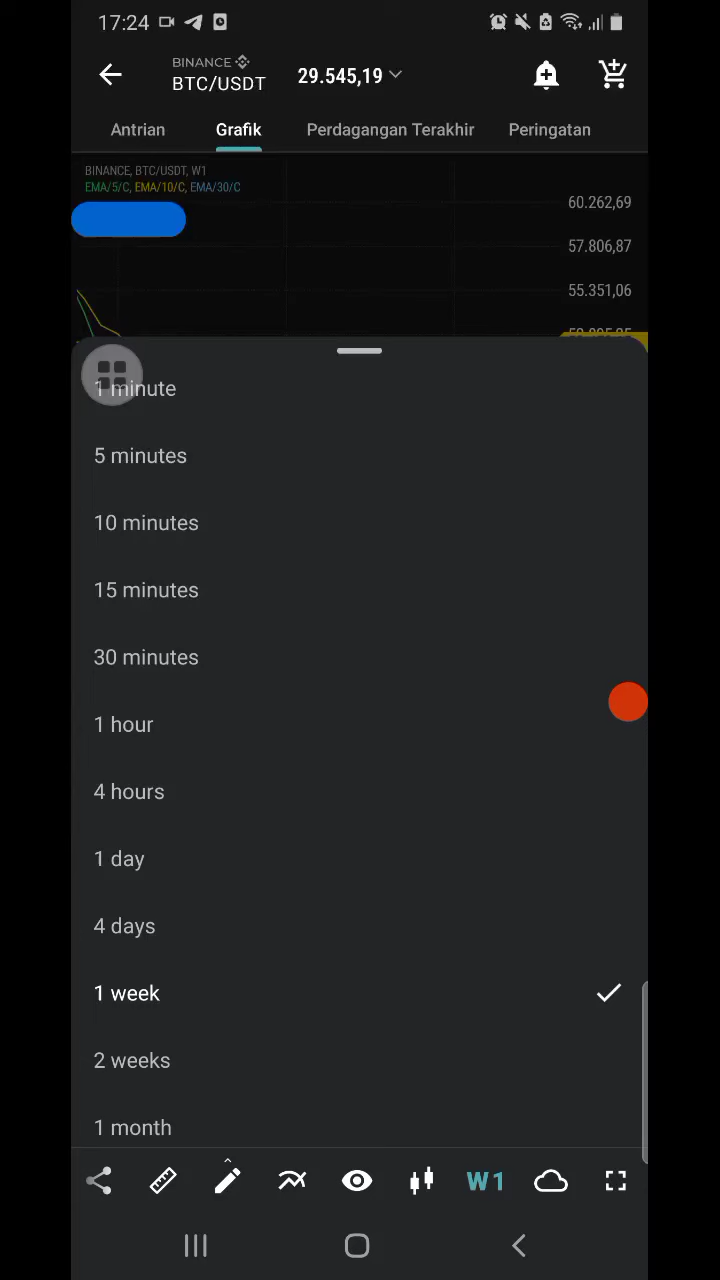 17:24
BINANCE
BTC/USDT
29.545,19
Antrian
Grafik
Perdagangan Terakhir
Peringatan
BINANCE, BTC/USDT, W1
EMA/5/C, EMA/10/C, EMA/30/C
60.262,69
57.806,87
55.351,06
1 minute
5 minutes
10 minutes
15 minutes
30 minutes
1 hour
4 hours
1 day
4 days
1 week
2 weeks
1 month
W1